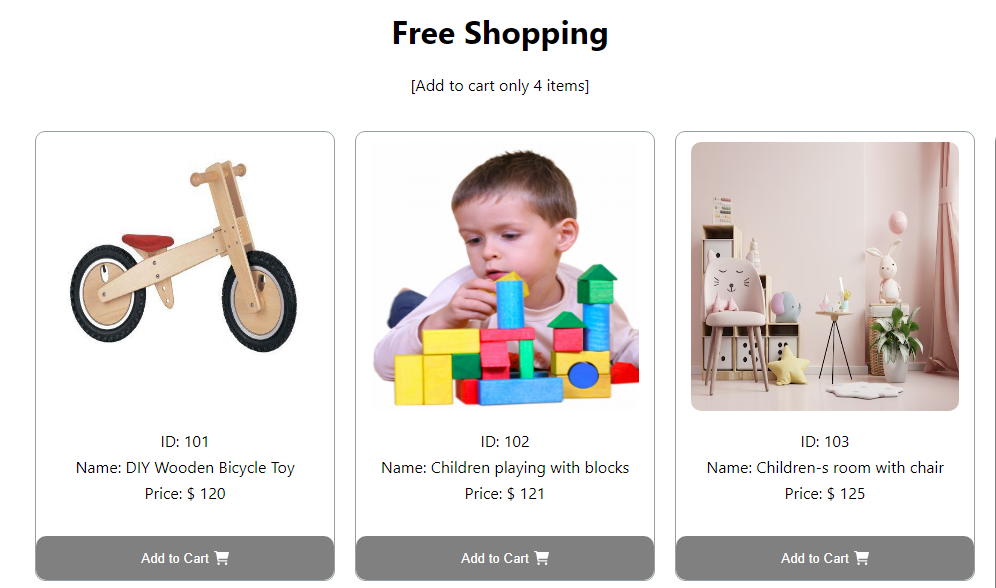 Free Shopping
[Add to cart only 4 items]
ID: 101
Name: DIY Wooden Bicycle Toy
Price: $ 120
Add to Cart
ID: 102
Name: Children playing with blocks
Price: $ 121
Add to Cart
ID: 103
Name: Children-s room with chair
Price: $ 125
Add to Cart